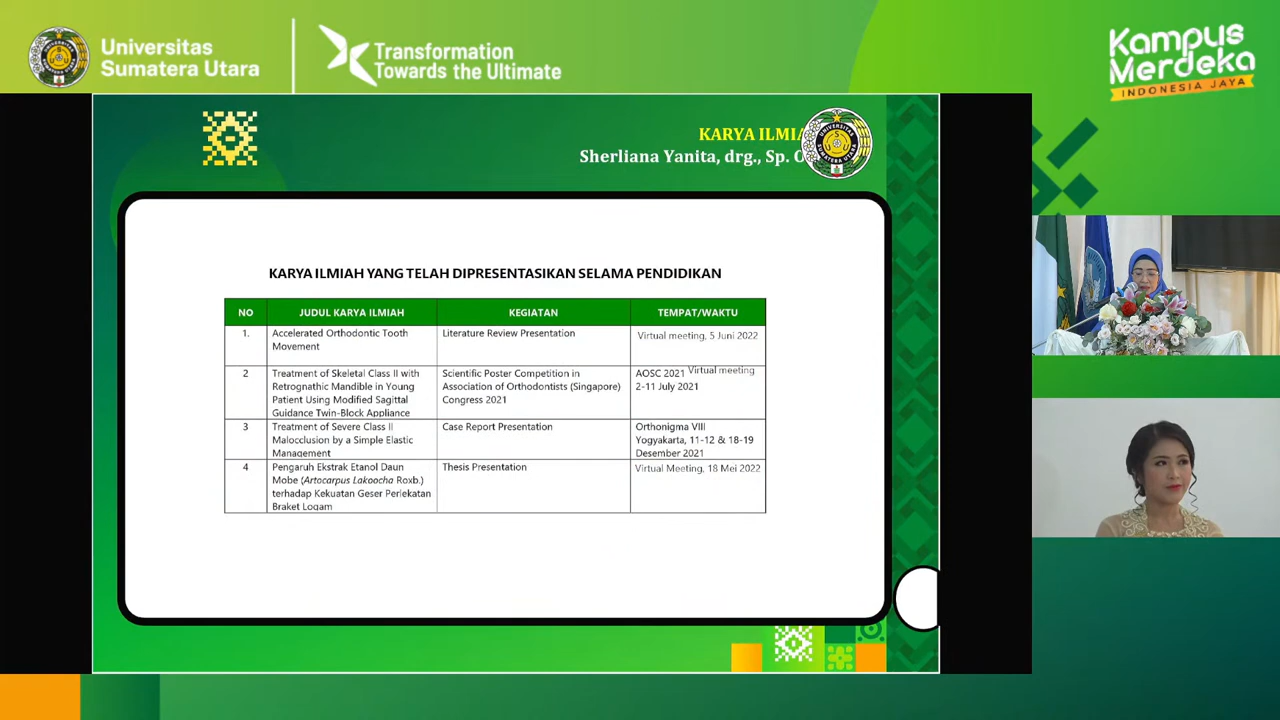 Universitas
Sumatera Utara
Transformation
Towards the Ultimate
Kampus
Merdeka
INDONESIA JAYA
KARYA ILMIA
Sherliana Yanita, drg., Sp. O
UNIVERSITAS
SUMATERA UTARA
KARYA ILMIAH YANG TELAH DIPRESENTASIKAN SELAMA PENDIDIKAN
NO JUDUL KARYA ILMIAH KEGIATAN TEMPAT/WAKTU
1. Accelerated Orthodontic Tooth Literature Review Presentation Virtual meeting, 5 Juni 2022
Movement
2 Treatment of Skeletal Class II with Scientific Poster Competition in AOSC 2021 Virtual meeting
Retrognathic Mandible in Young Association of Orthodontists (Singapore) 2-11 July 2021
Patient Using Modified Sagittal Congress 2021
Guidance Twin-Block Appliance
3 Treatment of Severe Class II Case Report Presentation Orthonigma VIII
Malocclusion by a Simple Elastic Yogyakarta, 11-12 & 18-19
Management Desember 2021
4 Pengaruh Ekstrak Etanol Daun Thesis Presentation Virtual Meeting, 18 Mei 2022
Mobe (Artocarpus Lakoocha Roxb.)
terhadap Kekuatan Geser Perlekatan
Braket Logam